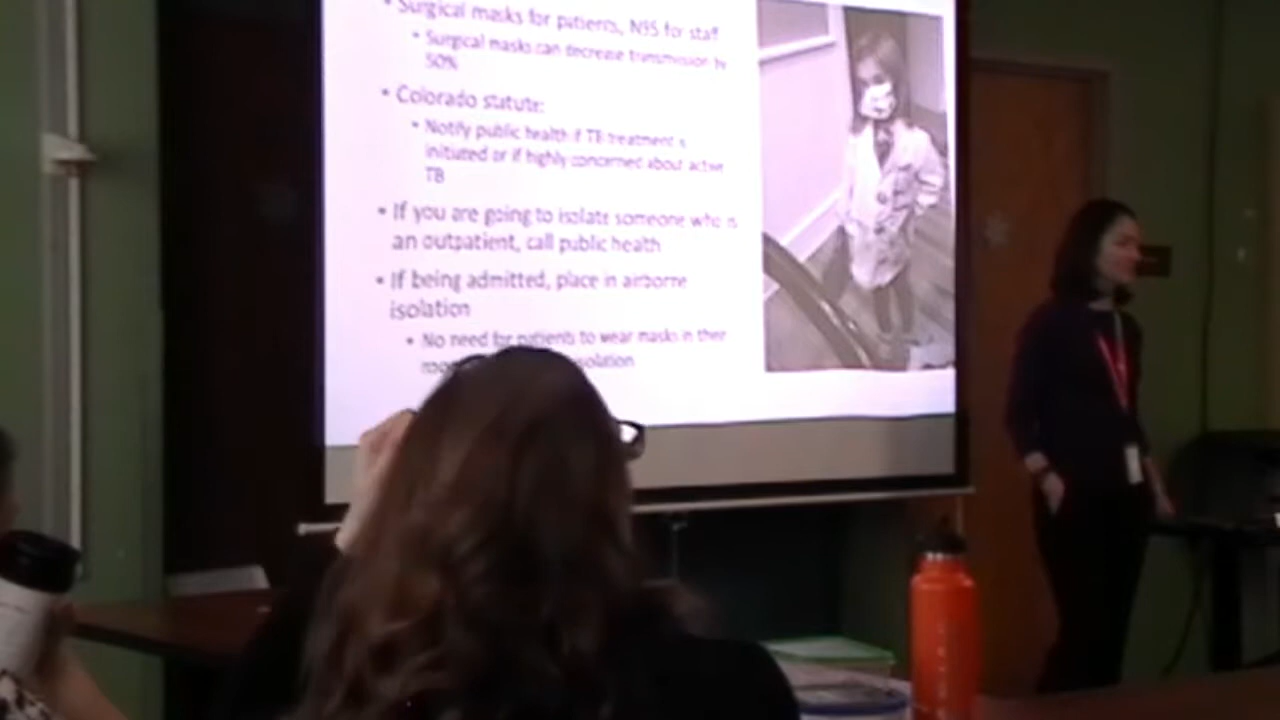 • Surgical masks for patients, N95 for staff
• Surgical masks can decrease transmission by
50%
• Colorado statute:
• Notify public health if TB treatment is
initiated or if highly concerned about active
TB
• If you are going to isolate someone who is
an outpatient, call public health
• If being admitted, place in airborne
isolation
• No need for patients to wear masks in their
isolation